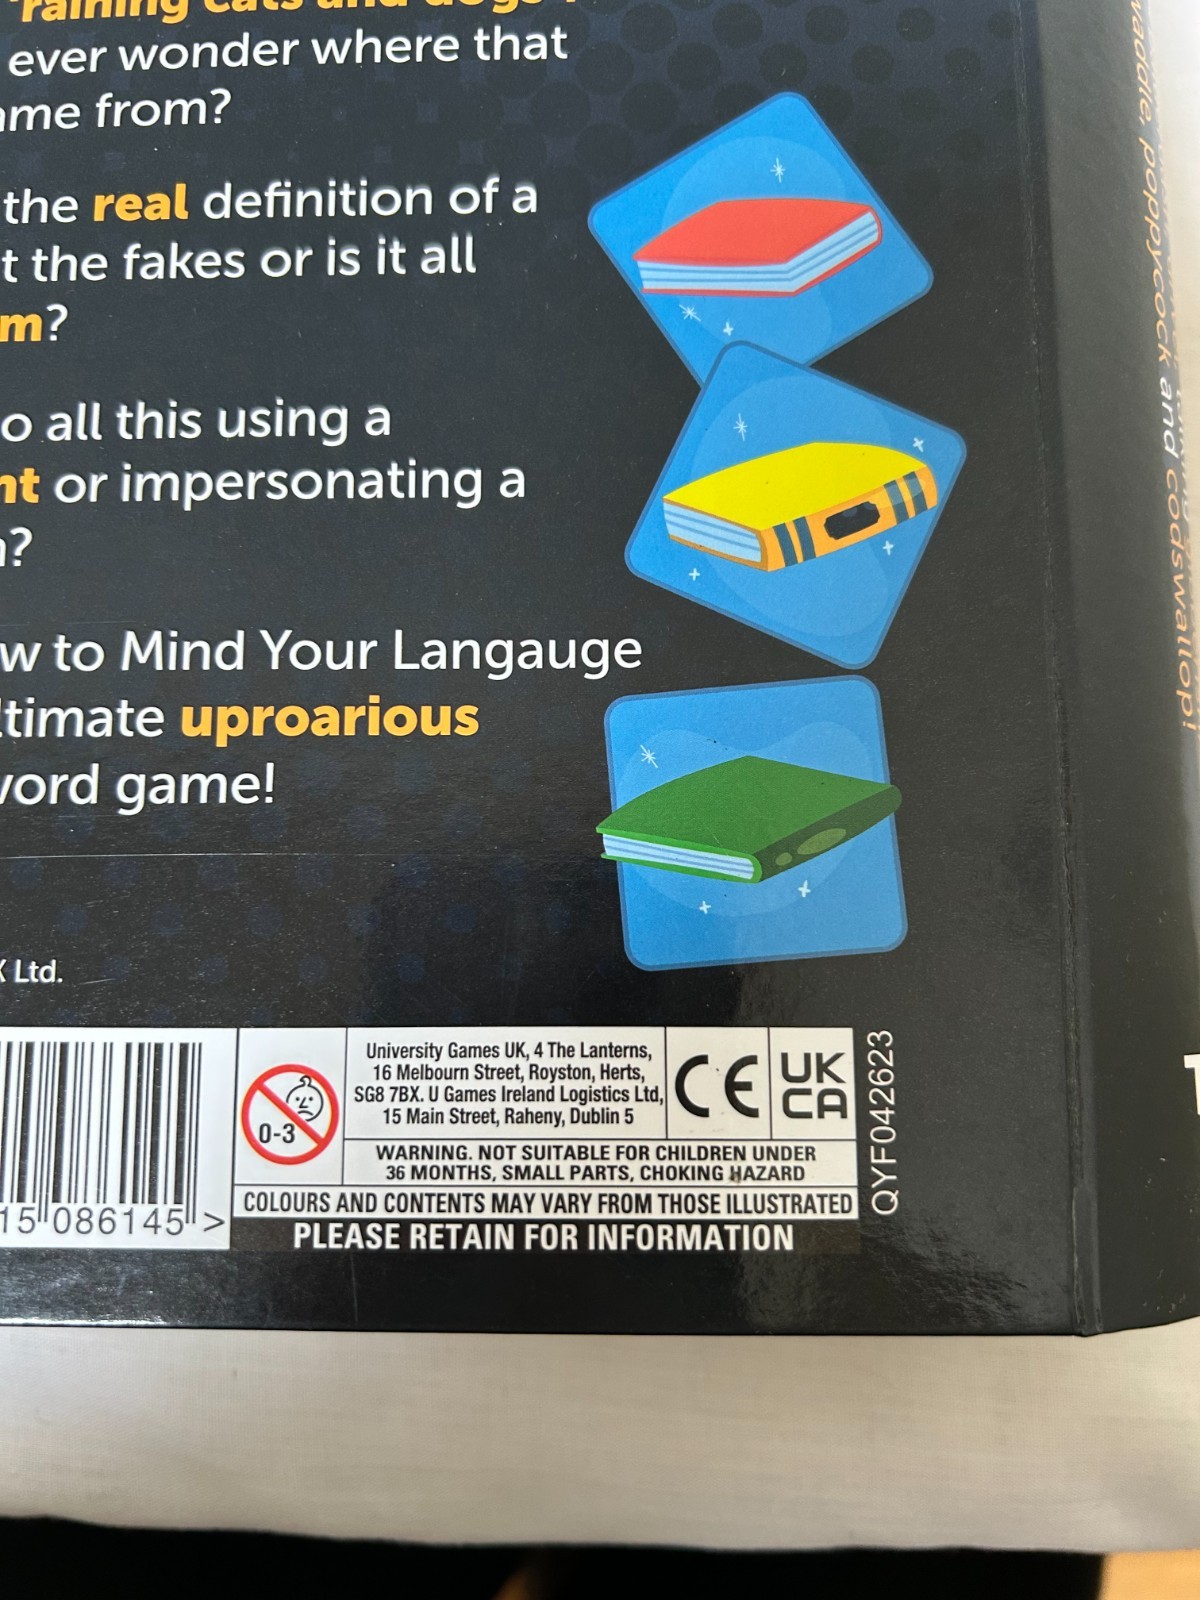 'raining cats and dogs'
ever wonder where that
from?
the real definition of a
the fakes or is it all
?
all this using a
or impersonating a
?
to Mind Your Langauge
uproarious
game!
Ltd.
0-3
University Games UK, 4 The Lanterns,
16 Melbourn Street, Royston, Herts,
SG8 7BX. U Games Ireland Logistics Ltd,
15 Main Street, Raheny, Dublin 5
CE
UK
CA
WARNING. NOT SUITABLE FOR CHILDREN UNDER
36 MONTHS, SMALL PARTS, CHOKING HAZARD
COLOURS AND CONTENTS MAY VARY FROM THOSE ILLUSTRATED
PLEASE RETAIN FOR INFORMATION
15 086145 >
QYF042623
poppycock and codswallop!